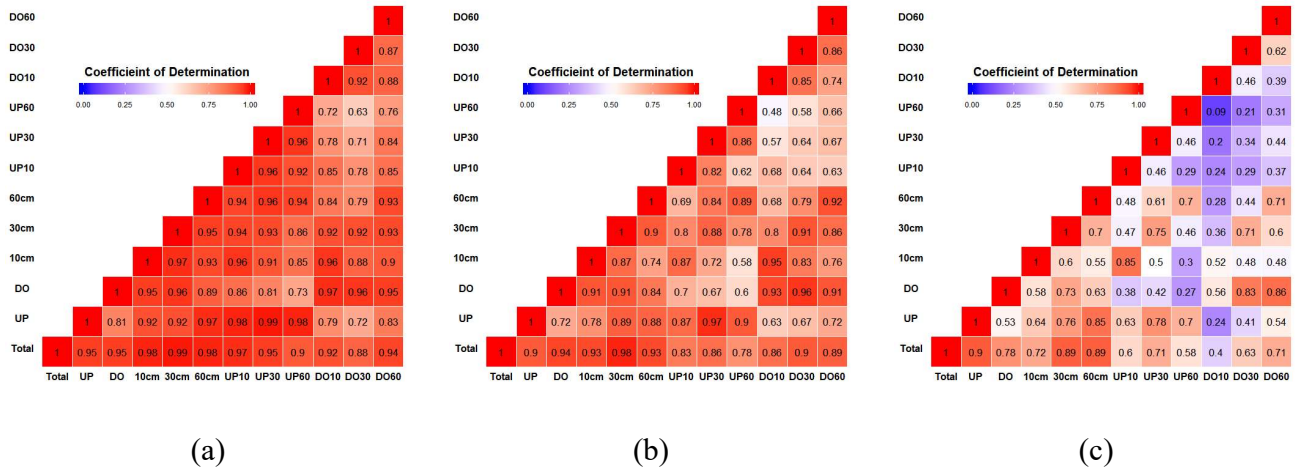 DO60 1
DO30 1 0.87
Coefficieint of Determination
0.00 0.25 0.50 0.75 1.00
DO10 1 0.92 0.88
UP60 1 0.72 0.63 0.76
UP30 1 0.96 0.78 0.71 0.84
UP10 1 0.96 0.92 0.85 0.78 0.85
60cm 1 0.94 0.96 0.94 0.84 0.79 0.93
30cm 1 0.95 0.94 0.93 0.86 0.92 0.92 0.93
10cm 1 0.97 0.93 0.96 0.91 0.85 0.96 0.88 0.9
DO 1 0.95 0.96 0.89 0.86 0.81 0.73 0.97 0.96 0.95
UP 1 0.81 0.92 0.92 0.97 0.98 0.99 0.98 0.79 0.72 0.83
Total 1 0.95 0.95 0.98 0.99 0.98 0.97 0.95 0.9 0.92 0.88 0.94
Total UP DO 10cm 30cm 60cm UP10 UP30 UP60 DO10 DO30 DO60
(a)
DO60 1
DO30 1 0.86
Coefficieint of Determination
0.00 0.25 0.50 0.75 1.00
DO10 1 0.85 0.74
UP60 1 0.48 0.58 0.66
UP30 1 0.86 0.57 0.64 0.67
UP10 1 0.82 0.62 0.68 0.64 0.63
60cm 1 0.69 0.84 0.89 0.68 0.79 0.92
30cm 1 0.9 0.8 0.88 0.78 0.8 0.91 0.86
10cm 1 0.87 0.74 0.87 0.72 0.58 0.95 0.83 0.76
DO 1 0.91 0.91 0.84 0.7 0.67 0.6 0.93 0.96 0.91
UP 1 0.72 0.78 0.89 0.88 0.87 0.97 0.9 0.63 0.67 0.72
Total 1 0.9 0.94 0.93 0.98 0.93 0.83 0.86 0.78 0.86 0.9 0.89
Total UP DO 10cm 30cm 60cm UP10 UP30 UP60 DO10 DO30 DO60
(b)
DO60 1
DO30 1 0.62
Coefficieint of Determination
0.00 0.25 0.50 0.75 1.00
DO10 1 0.46 0.39
UP60 1 0.09 0.21 0.31
UP30 1 0.46 0.2 0.34 0.44
UP10 1 0.46 0.29 0.24 0.29 0.37
60cm 1 0.48 0.61 0.7 0.28 0.44 0.71
30cm 1 0.7 0.47 0.75 0.46 0.36 0.71 0.6
10cm 1 0.6 0.55 0.85 0.5 0.3 0.52 0.48 0.48
DO 1 0.58 0.73 0.63 0.38 0.42 0.27 0.56 0.83 0.86
UP 1 0.53 0.64 0.76 0.85 0.63 0.78 0.7 0.24 0.41 0.54
Total 1 0.9 0.78 0.72 0.89 0.89 0.6 0.71 0.58 0.4 0.63 0.71
Total UP DO 10cm 30cm 60cm UP10 UP30 UP60 DO10 DO30 DO60
(c)